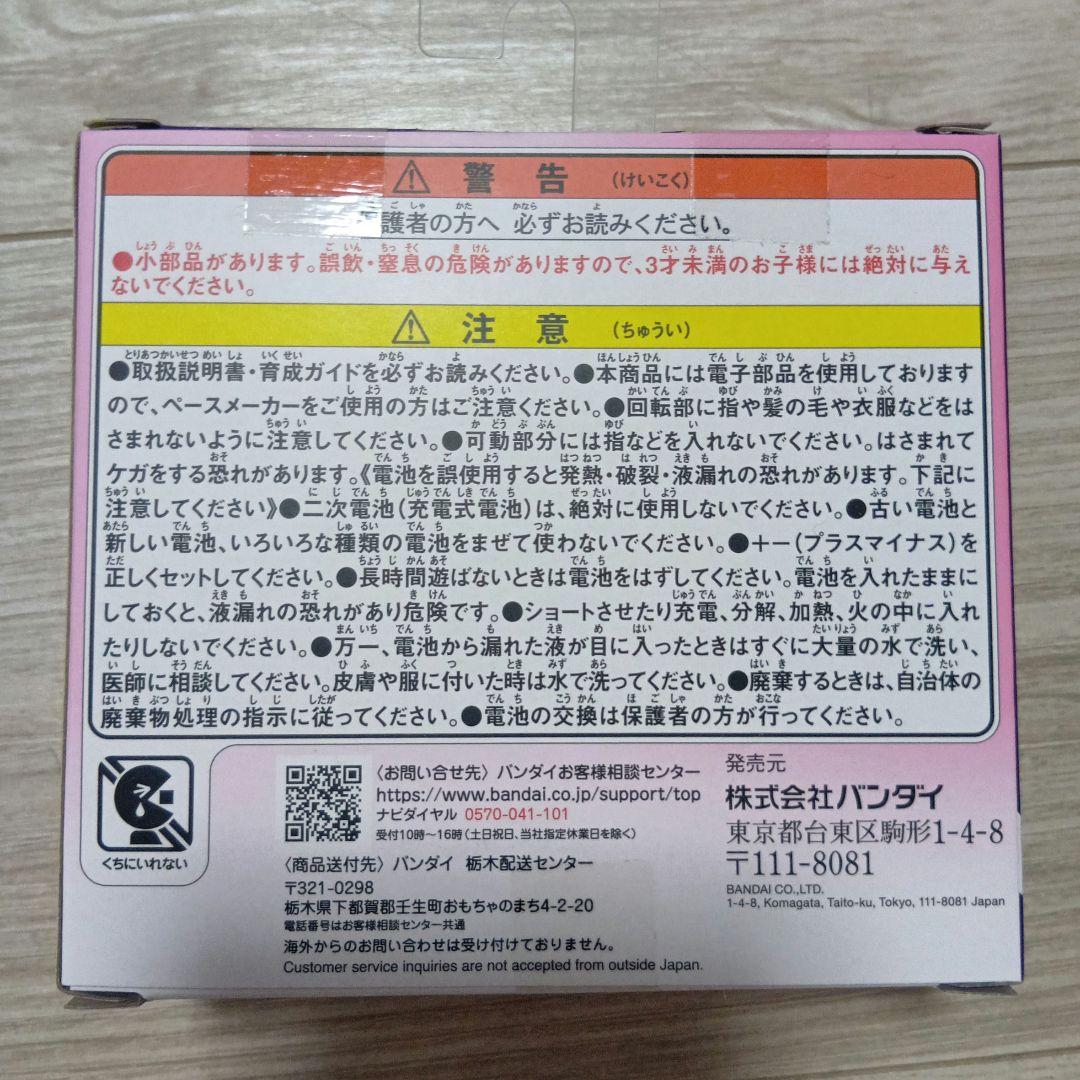 警告(けいこく)
護者の方へ 必ずお読みください。
●小部品があります。誤飲・窒息の危険がありますので、3才未満のお子様には絶対に与え
ないでください。
注意(ちゅうい)
●取扱説明書・育成ガイドを必ずお読みください。●本商品には電子部品を使用しております
ので、ペースメーカーをご使用の方はご注意ください。●回転部に指や髪の毛や衣服などをは
さまれないように注意してください。●可動部分には指などを入れないでください。はさまれて
ケガをする恐れがあります。《電池を誤使用すると発熱・破裂・液漏れの恐れがあります。下記に
注意してください》●二次電池(充電式電池)は、絶対に使用しないでください。●古い電池と
新しい電池、いろいろな種類の電池をまぜて使わないでください。●+−(プラスマイナス)を
正しくセットしてください。●長時間遊ばないときは電池をはずしてください。電池を入れたままに
しておくと、液漏れの恐れがあり危険です。●ショートさせたり充電、分解、加熱、火の中に入れ
たりしないでください。●万一、電池から漏れた液が目に入ったときはすぐに大量の水で洗い、
医師に相談してください。皮膚や服に付いた時は水で洗ってください。●廃棄するときは、自治体の
廃棄物処理の指示に従ってください。●電池の交換は保護者の方が行ってください。
くちにいれない
〈お問い合せ先〉バンダイお客様相談センター
https://www.bandai.co.jp/support/top
ナビダイヤル 0570-041-101
受付10時〜16時(土日祝日、当社指定休業日を除く)
〈商品送付先〉バンダイ 栃木配送センター
〒321-0298
栃木県下都賀郡壬生町おもちゃのまち4-2-20
電話番号はお客様相談センター共通
海外からのお問い合わせは受け付けておりません。
Customer service inquiries are not accepted from outside Japan.
発売元
株式会社バンダイ
東京都台東区駒形1-4-8
〒111-8081
BANDAI CO.,LTD.
1-4-8, Komagata, Taito-ku, Tokyo, 111-8081 Japan